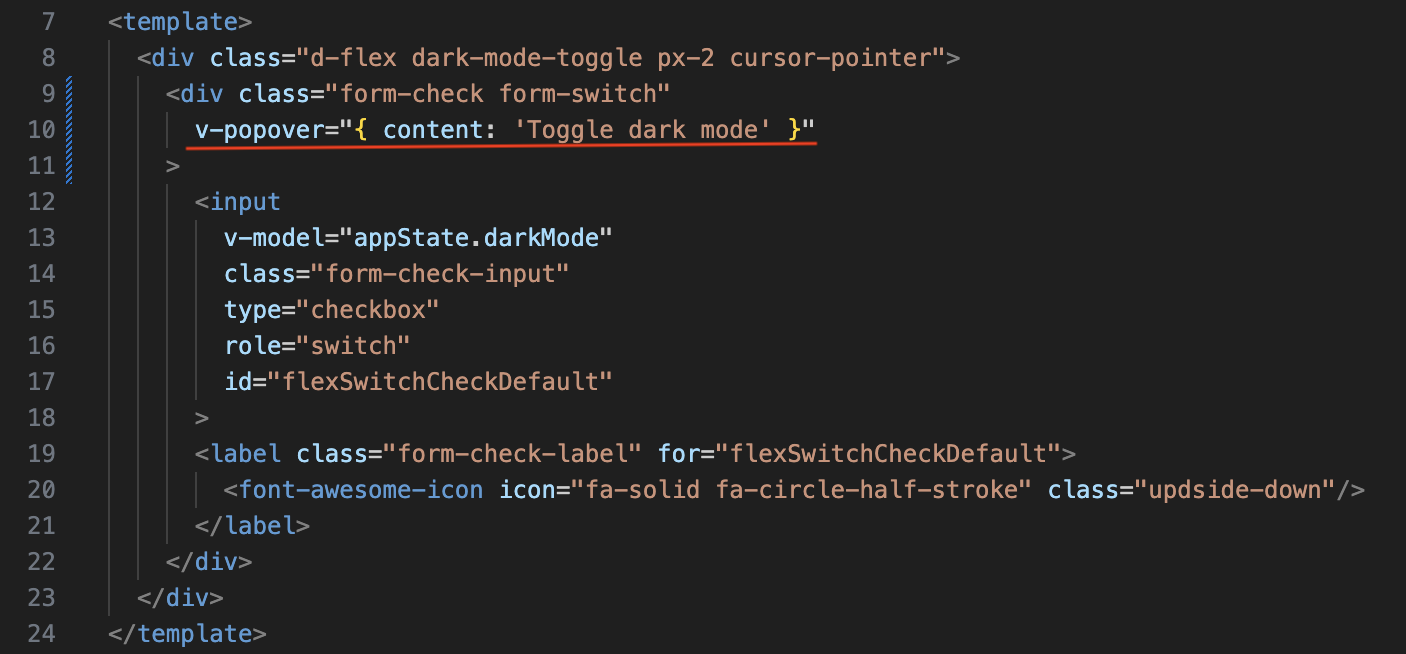 7 <template>
8 <div class="d-flex dark-mode-toggle px-2 cursor-pointer">
9 <div class="form-check form-switch"
10 v-popover="{ content: 'Toggle dark mode' }"
11 >
12 <input
13 v-model="appState.darkMode"
14 class="form-check-input"
15 type="checkbox"
16 role="switch"
17 id="flexSwitchCheckDefault"
18 >
19 <label class="form-check-label" for="flexSwitchCheckDefault">
20 <font-awesome-icon icon="fa-solid fa-circle-half-stroke" class="updside-down"/>
21 </label>
22 </div>
23 </div>
24 </template>